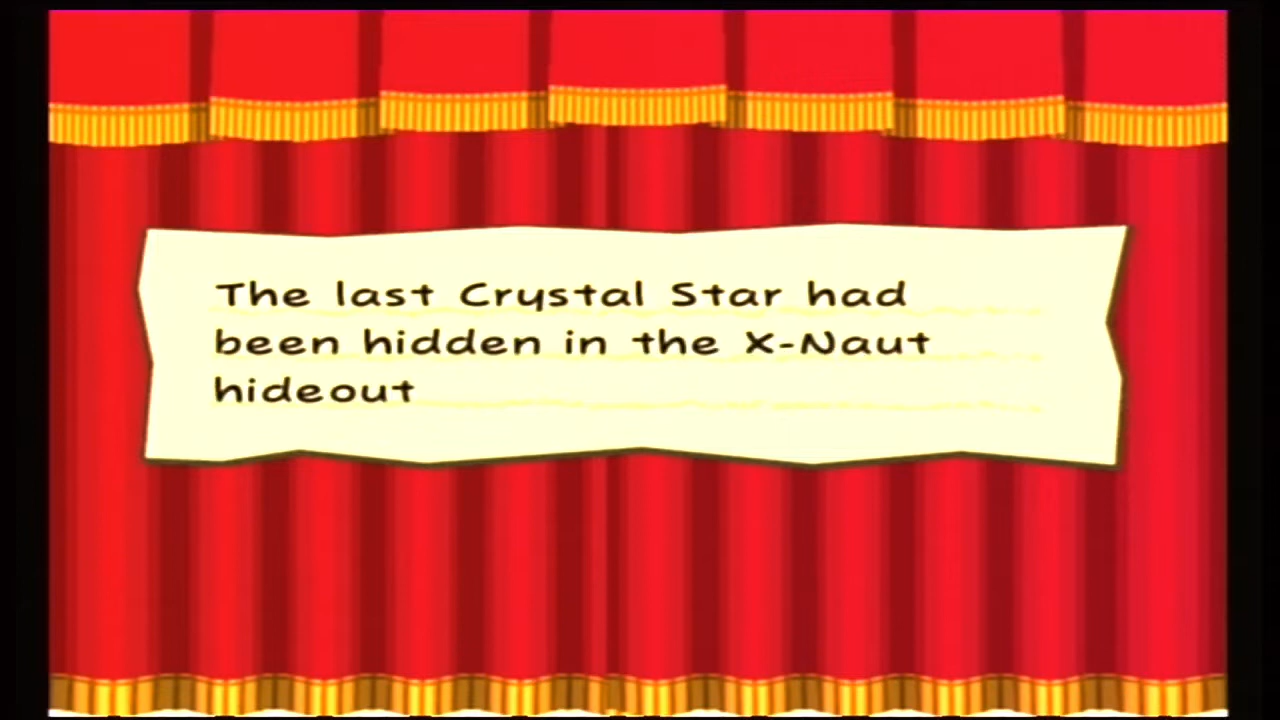 The last Crystal Star had
been hidden in the X-Naut
hideout